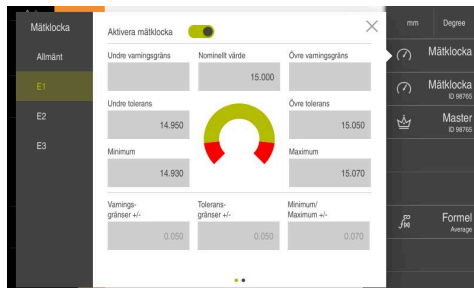 Mätklocka
Allmänt
E1
E2
E3
Aktivera mätklocka
Undre varningsgräns
Nominellt värde
Övre varningsgräns
15.000
Undre tolerans
Övre tolerans
14.950
15.050
Minimum
Maximum
14.930
15.070
Varnings-
gränser +/-
Tolerans-
gränser +/-
Minimum/
Maximum +/-
0.050
0.050
0.070
mm
Degree
Mätklocka
Mätklocka
ID 98765
Master
ID 98765
f(x)
Formel
Average